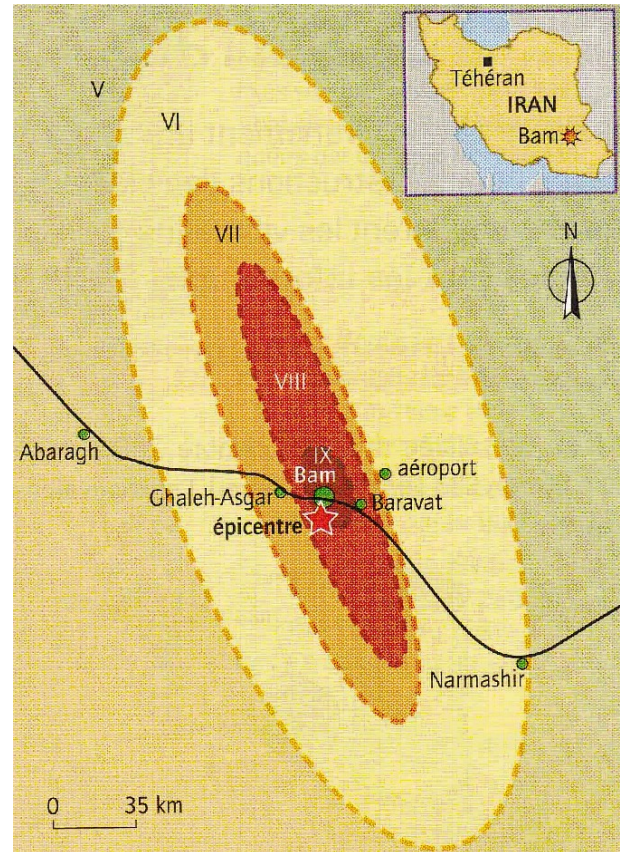 Téhéran
IRAN
Bam
V
VI
VII
N
VIII
IX
Bam
aéroport
Abaragh
Ghaleh-Asgar
Baravat
épicentre
Narmashir
0 35 km